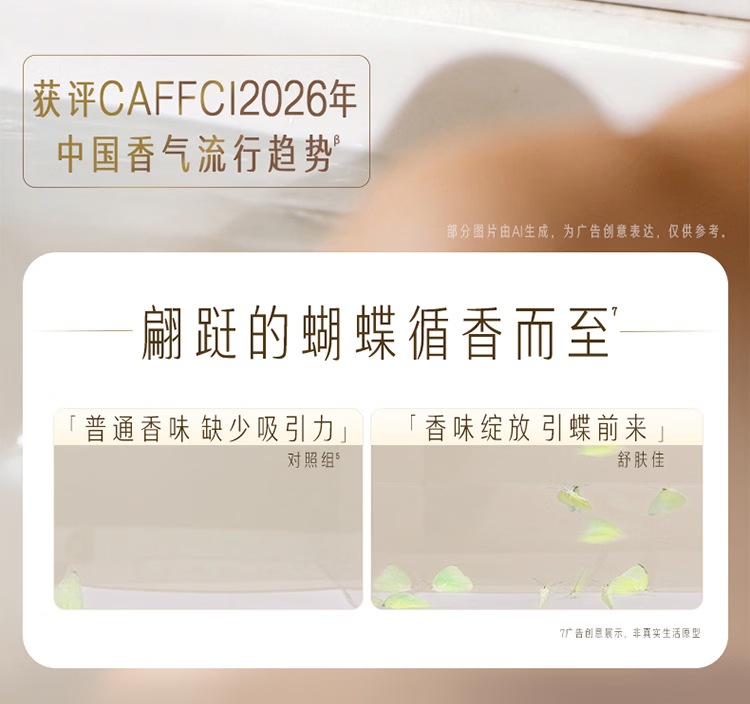 获评CAFFCI2026年
中国香气流行趋势β
部分图片由AI生成，为广告创意表达，仅供参考。
翩跹的蝴蝶循香而至7
「普通香味 缺少吸引力」
对照组5
「香味绽放 引蝶前来」
舒肤佳
7广告创意展示，非真实生活原型